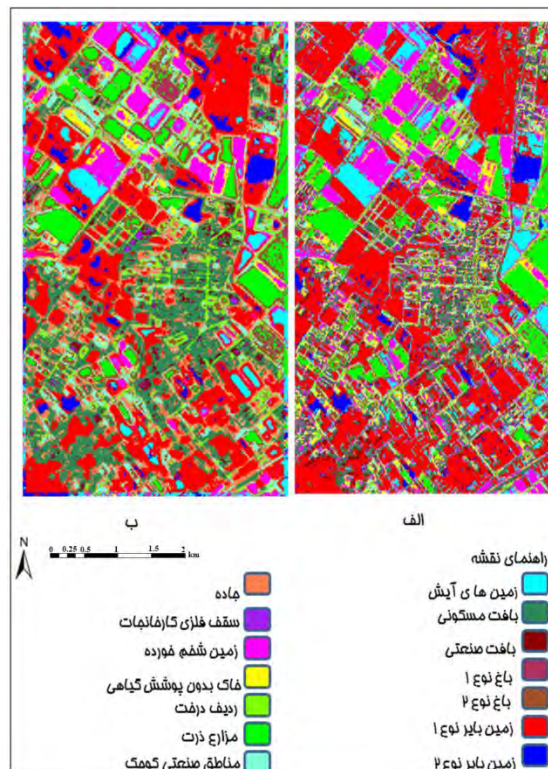 الف
ب
N
0 0.25 0.5 1 1.5 2 km
راهنمای نقشه
زمین های آیش
بافت مسکونی
بافت صنعتی
باغ نوع ۱
باغ نوع ۲
زمین بایر نوع ۱
زمین بایر نوع ۲
جاده
سقف فلزی کارخانجات
زمین شخم خورده
خاک بدون پوشش گیاهی
ردیف درخت
مزارع ذرت
مناطق صنعتی کوچک